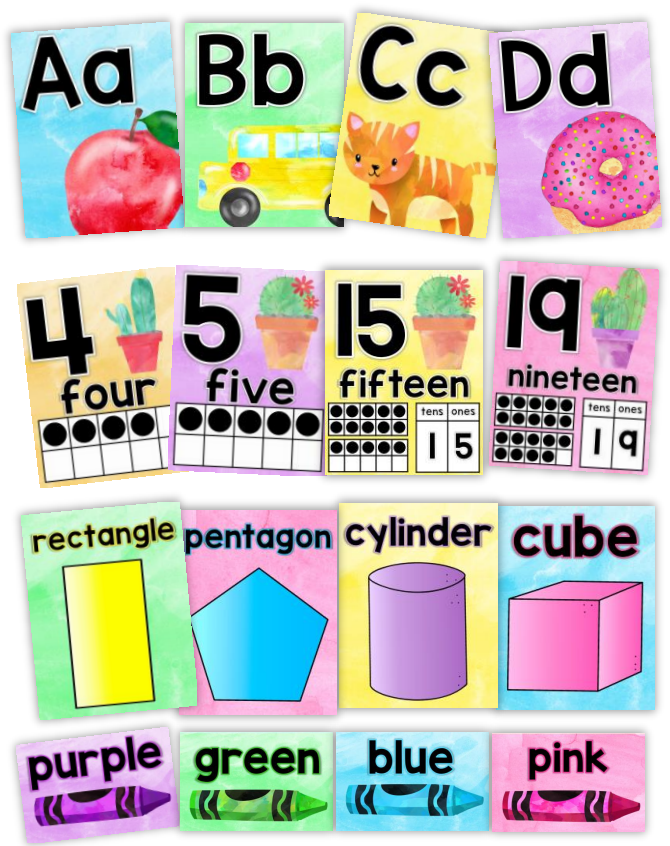 Aa
Bb
Cc
Dd
4
four
5
five
15
fifteen
tens ones
1 5
19
nineteen
tens ones
1 9
rectangle
pentagon
cylinder
cube
purple
green
blue
pink